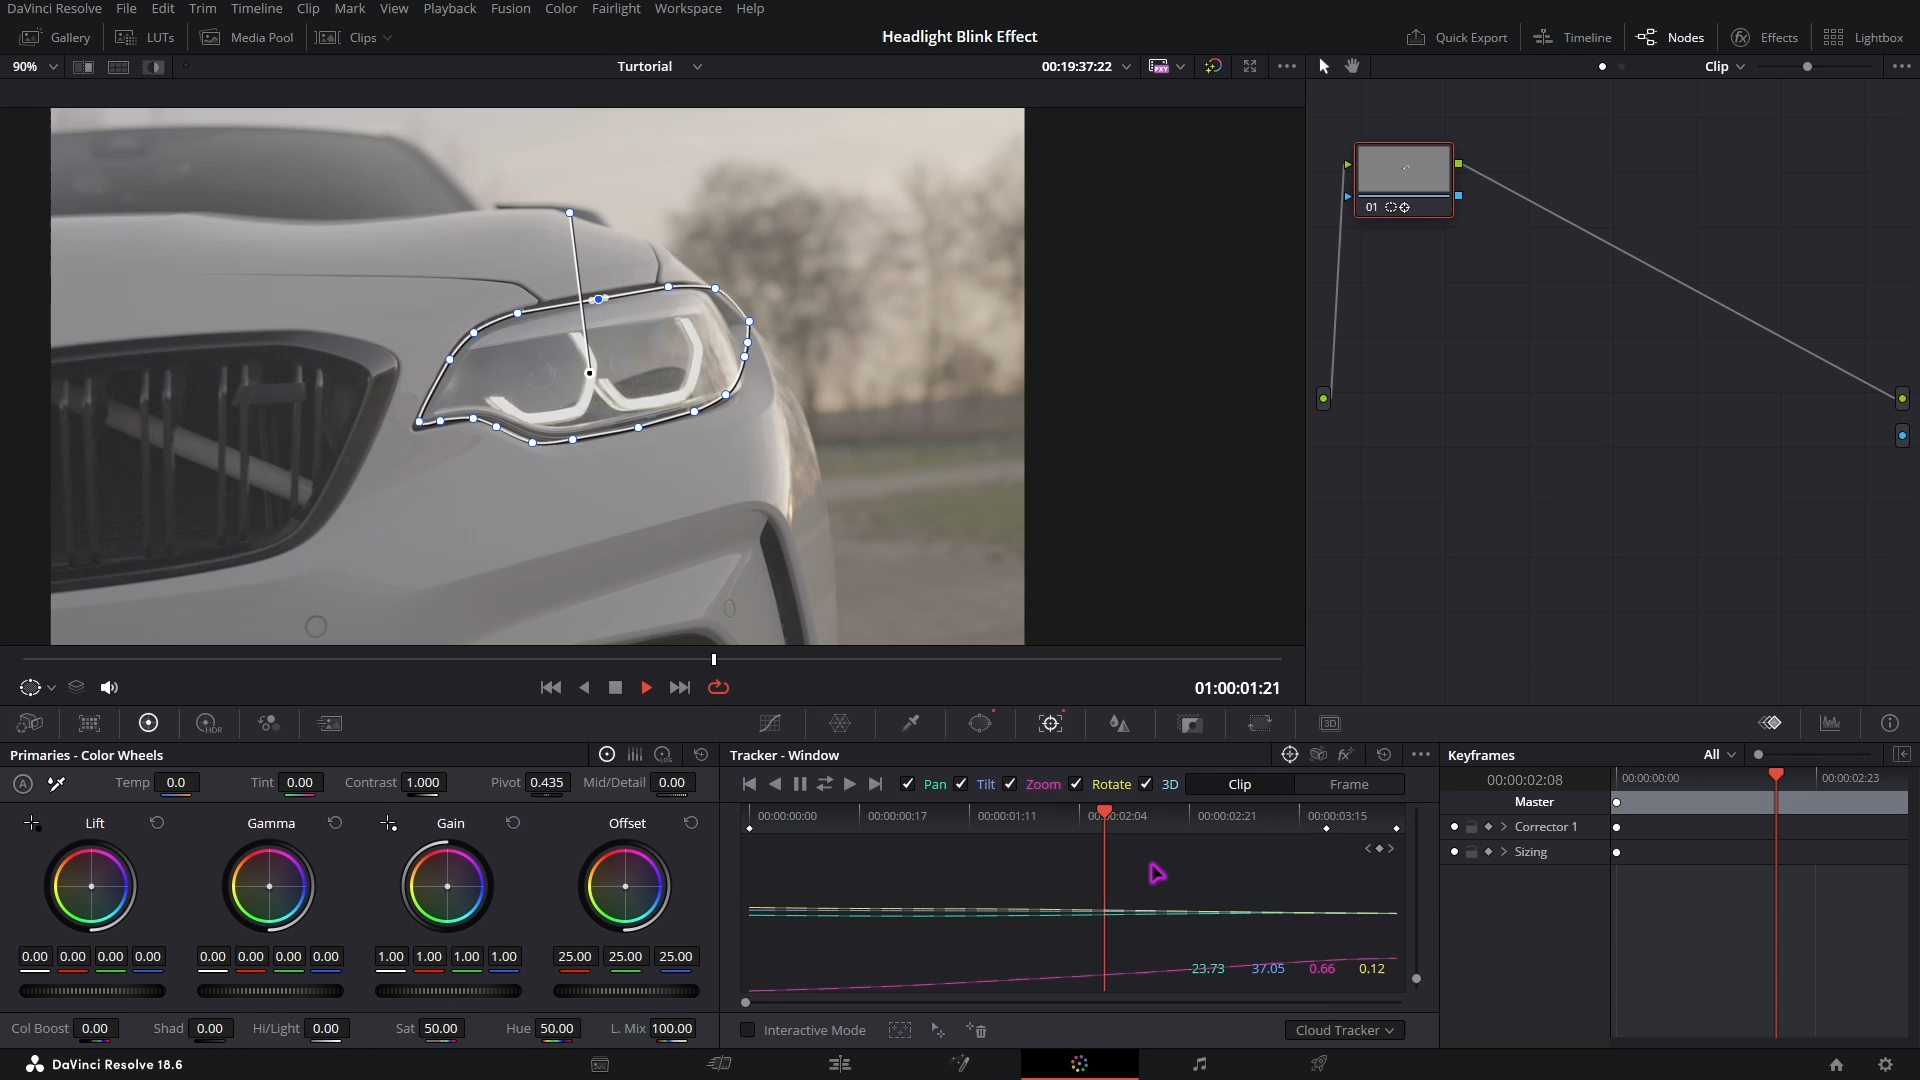 DaVinci Resolve File Edit Trim Timeline Clip Mark View Playback Fusion Color Fairlight Workspace Help
Gallery LUTs Media Pool Clips Headlight Blink Effect Quick Export Timeline Nodes Effects Lightbox
90% Turtorial 00:19:37:22 PXY Clip
01
01:00:01:21
HDR 3D
Primaries - Color Wheels LOG Tracker - Window fx Keyframes All
A Temp 0.0 Tint 0.00 Contrast 1.000 Pivot 0.435 Mid/Detail 0.00 Pan Tilt Zoom Rotate 3D Clip Frame 00:00:02:08 00:00:00:00 00:00:02:23
Master
Lift Gamma Gain Offset 00:00:00:00 00:00:00:17 00:00:01:11 00:00:02:04 00:00:02:21 00:00:03:15 Corrector 1
Sizing
0.00 0.00 0.00 0.00 0.00 0.00 0.00 0.00 1.00 1.00 1.00 1.00 25.00 25.00 25.00 23.73 37.05 0.66 0.12
Col Boost 0.00 Shad 0.00 Hi/Light 0.00 Sat 50.00 Hue 50.00 L. Mix 100.00 Interactive Mode Cloud Tracker
DaVinci Resolve 18.6